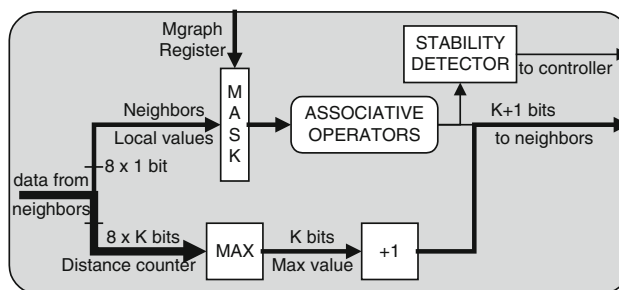 Mgraph
Register
STABILITY
DETECTOR
to controller
MASK
Neighbors
Local values
ASSOCIATIVE
OPERATORS
K+1 bits
to neighbors
8 x 1 bit
data from
neighbors
8 x K bits
Distance counter
MAX
K bits
Max value
+1